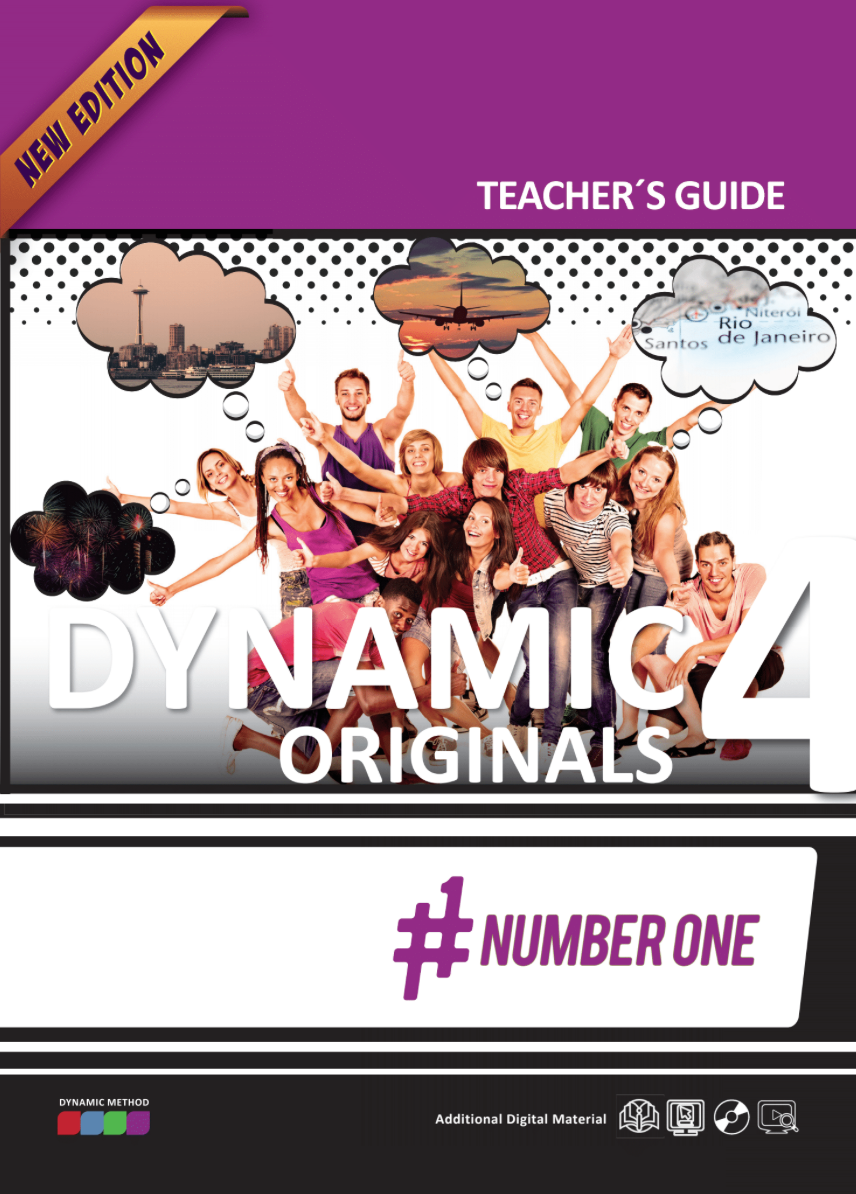 NEW EDITION
TEACHER´S GUIDE
Niterói
Rio
de Janeiro
Santos
DYNAMIC 4
ORIGINALS
#1 NUMBER ONE
DYNAMIC METHOD
Additional Digital Material